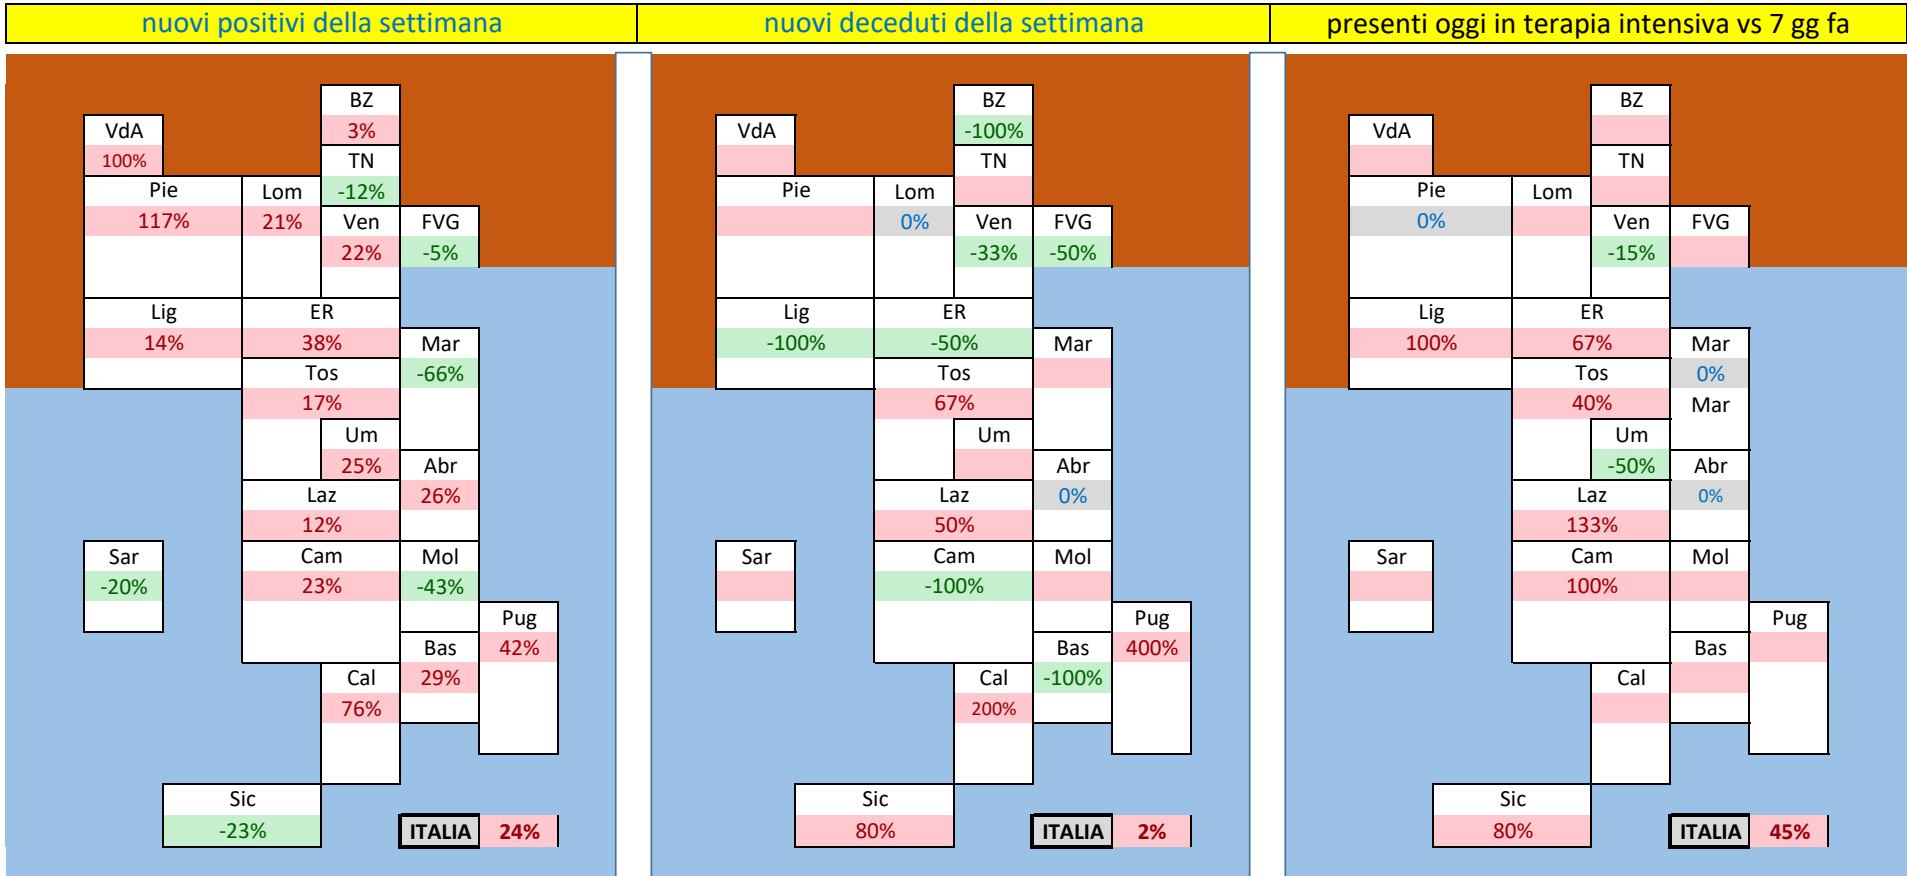 nuovi positivi della settimana
nuovi deceduti della settimana
presenti oggi in terapia intensiva vs 7 gg fa
BZ
VdA 3%
100% TN
Pie Lom -12%
117% 21% Ven FVG
22% -5%
Lig ER
14% 38% Mar
Tos -66%
17%
Um
25% Abr
Laz 26%
12%
Sar Cam Mol
-20% 23% -43%
Pug
Bas 42%
Cal 29%
76%
Sic
-23% ITALIA 24%
BZ
VdA -100%
TN
Pie Lom
0% Ven FVG
-33% -50%
Lig ER
-100% -50% Mar
Tos
67%
Um
Abr
Laz 0%
50%
Sar Cam Mol
-100%
Pug
Bas 400%
Cal -100%
200%
Sic
80% ITALIA 2%
BZ
VdA
TN
Pie Lom
0% Ven FVG
-15%
Lig ER
100% 67% Mar
Tos 0%
40% Mar
Um
-50% Abr
Laz 0%
133%
Sar Cam Mol
100%
Pug
Bas
Cal
Sic
80% ITALIA 45%